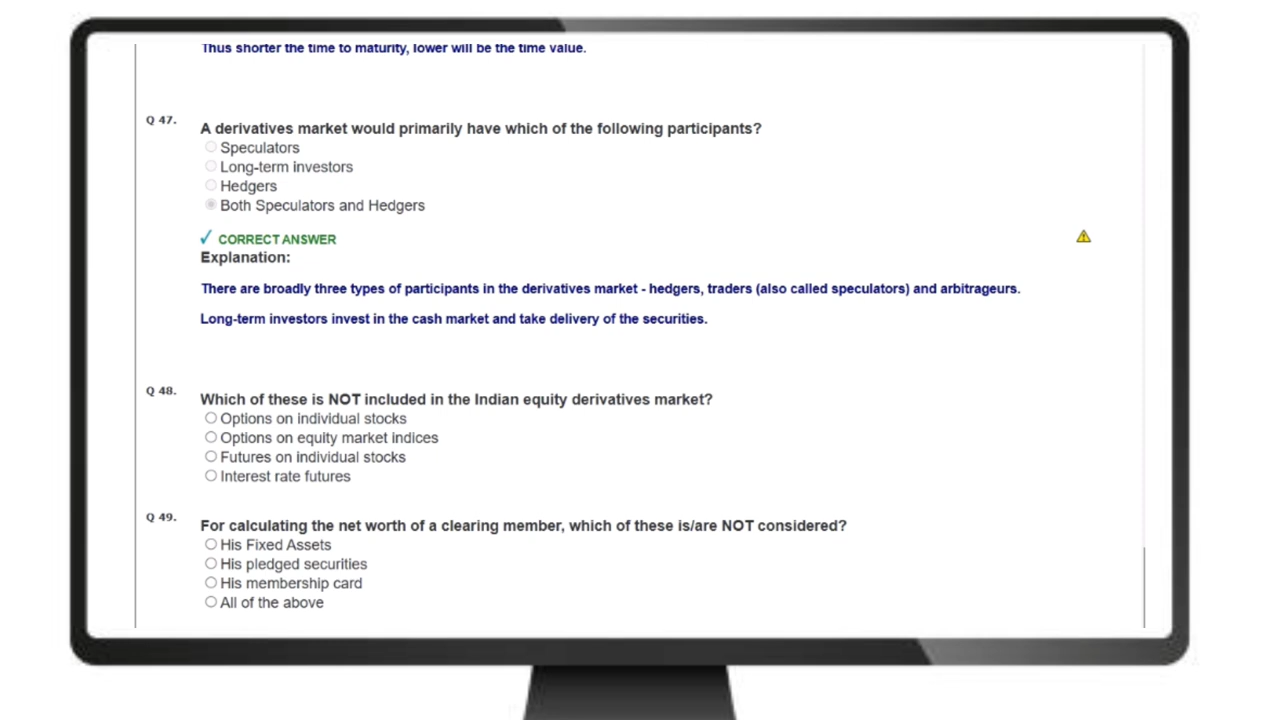 Thus shorter the time to maturity, lower will be the time value.
Q 47.
A derivatives market would primarily have which of the following participants?
Speculators
Long-term investors
Hedgers
Both Speculators and Hedgers
✓ CORRECT ANSWER
Explanation:
There are broadly three types of participants in the derivatives market - hedgers, traders (also called speculators) and arbitrageurs.
Long-term investors invest in the cash market and take delivery of the securities.
Q 48.
Which of these is NOT included in the Indian equity derivatives market?
Options on individual stocks
Options on equity market indices
Futures on individual stocks
Interest rate futures
Q 49.
For calculating the net worth of a clearing member, which of these is/are NOT considered?
His Fixed Assets
His pledged securities
His membership card
All of the above